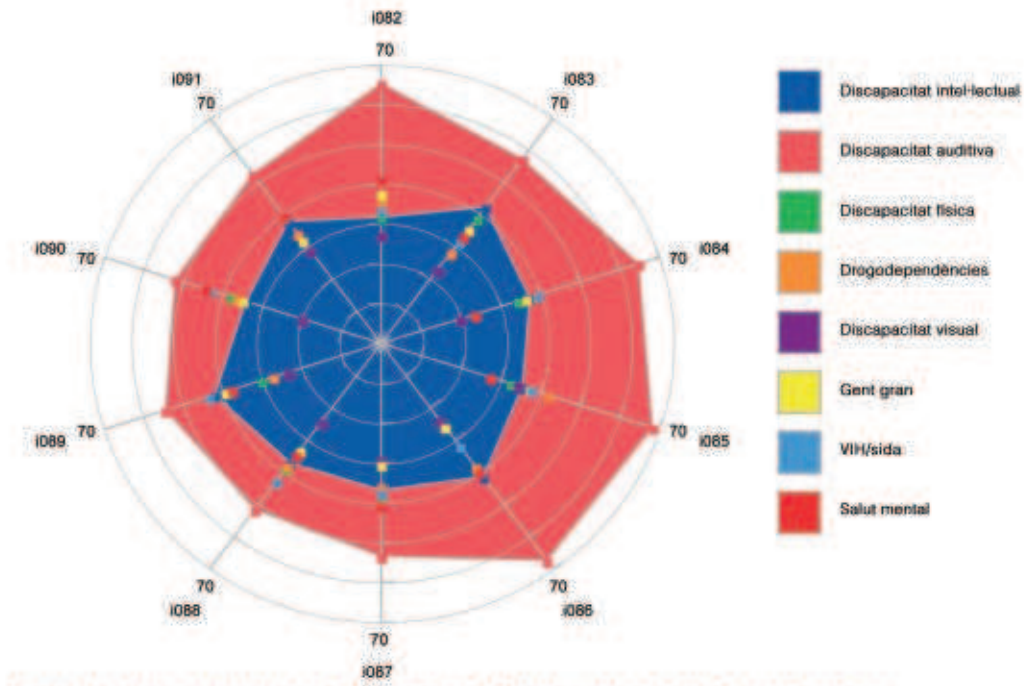 i082
70
i083
70
i084
70
i085
70
i086
70
i087
70
i088
70
i089
70
i090
70
i091
70
Discapacitat intel·lectual
Discapacitat auditiva
Discapacitat física
Drogodependències
Discapacitat visual
Gent gran
VIH/sida
Salut mental